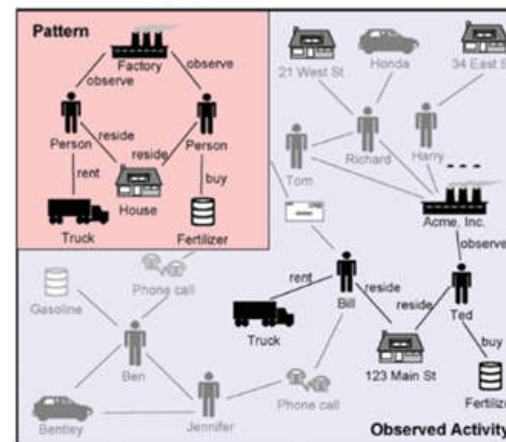 Pattern
Factory
observe
observe
Person
Person
reside
reside
rent
buy
House
Truck
Fertilizer
21 West St
Honda
34 East S
Tom
Richard
Harry
Acme, Inc.
observe
Phone call
Gasoline
rent
Bill
reside
reside
Ted
Truck
123 Main St
buy
Ben
Fertilize
Bentley
Jennifer
Phone call
Observed Activity